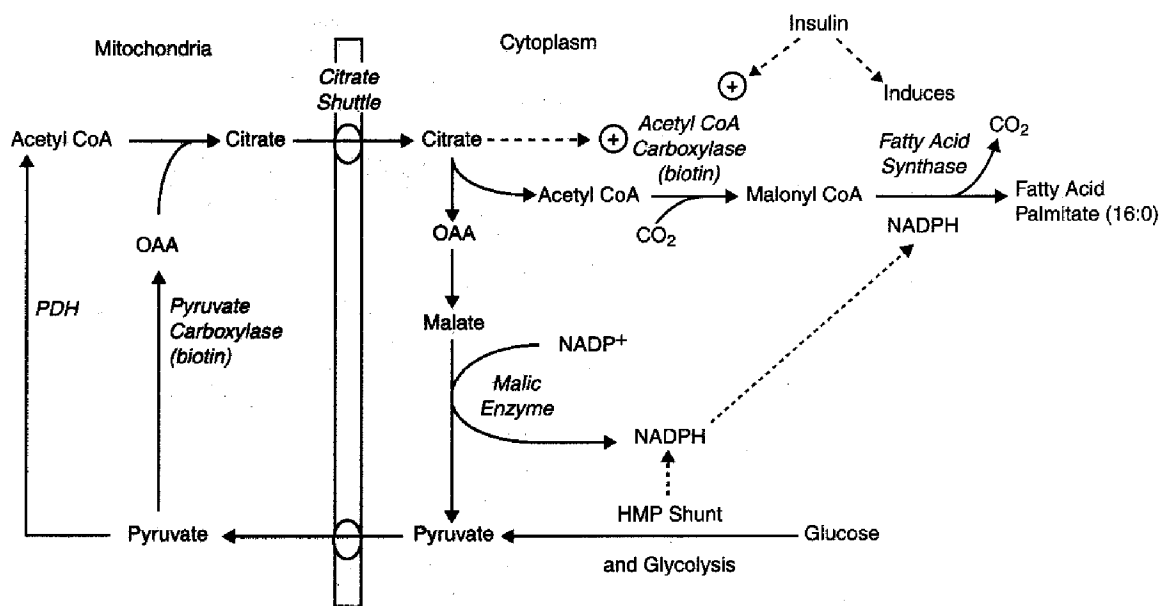 Insulin
Mitochondria
Cytoplasm
Citrate
Shuttle
+
Induces
Acetyl CoA
Citrate
Citrate
+
Acetyl CoA
Carboxylase
(biotin)
Fatty Acid
Synthase
CO2
Acetyl CoA
Malonyl CoA
Fatty Acid
Palmitate (16:0)
CO2
NADPH
OAA
OAA
PDH
Pyruvate
Carboxylase
(biotin)
Malate
NADP+
Malic
Enzyme
NADPH
HMP Shunt
Pyruvate
Pyruvate
Glucose
and Glycolysis